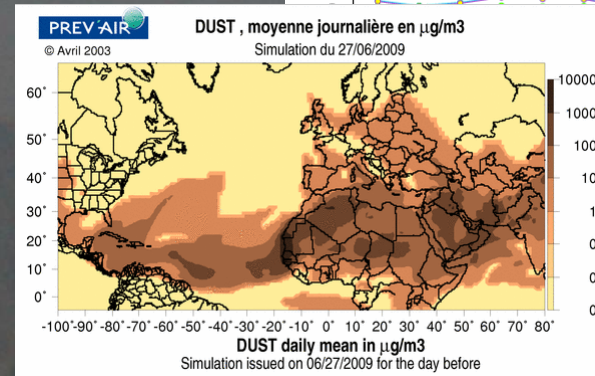 PREV'AIR
© Avril 2003
DUST , moyenne journalière en µg/m3
Simulation du 27/06/2009
60°
50°
40°
30°
20°
10°
0°
-100° -90° -80° -70° -60° -50° -40° -30° -20° -10° 0° 10° 20° 30° 40° 50° 60° 70° 80°
10000
1000
100
10
1
0
0
0
DUST daily mean in µg/m3
Simulation issued on 06/27/2009 for the day before